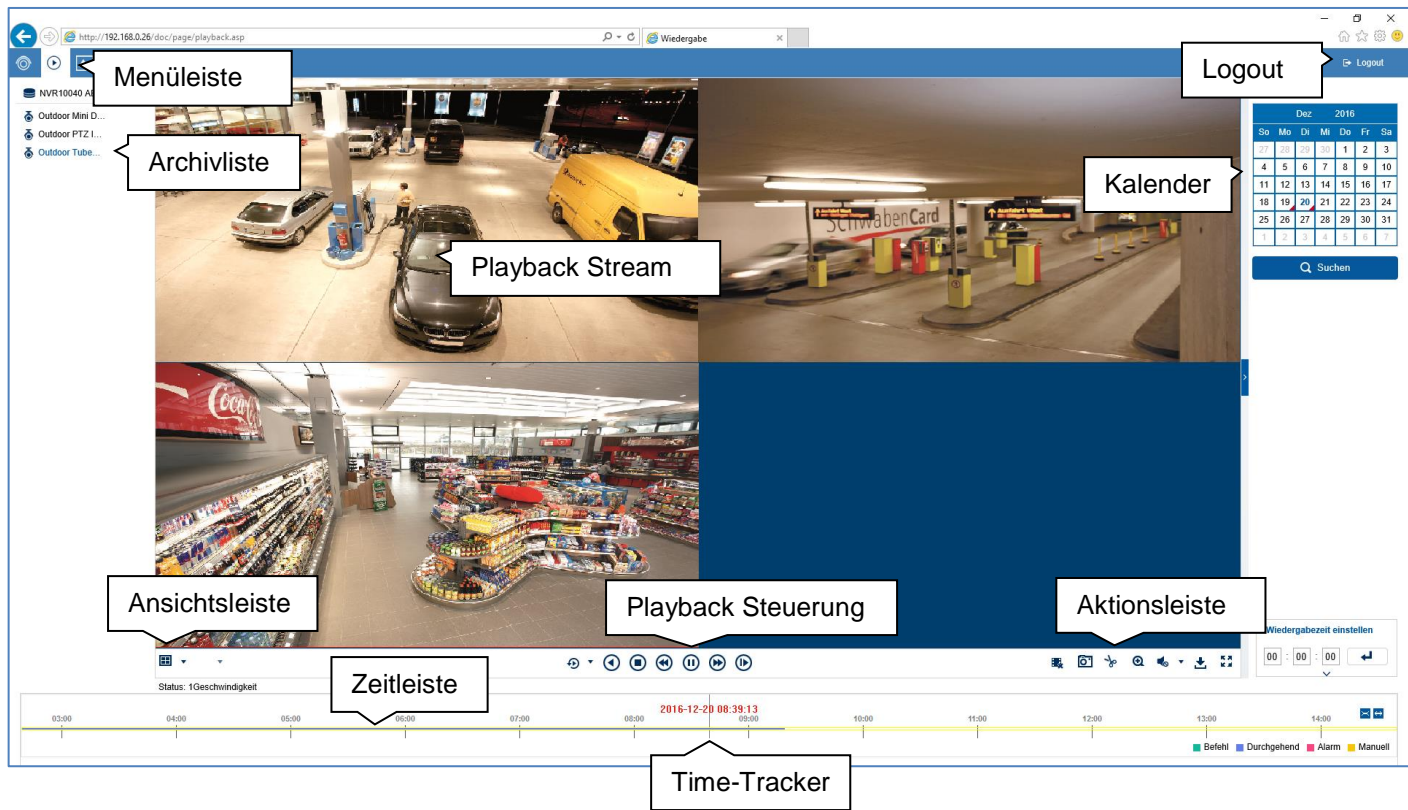 http://192.168.0.26/doc/page/playback.asp
Wiedergabe
Menüleiste
Logout
Logout
NVR10040
Outdoor Mini D...
Outdoor PTZ I...
Outdoor Tube...
Archivliste
Dez 2016
So Mo Di Mi Do Fr Sa
27 28 29 30 1 2 3
4 5 6 7 8 9 10
11 12 13 14 15 16 17
18 19 20 21 22 23 24
25 26 27 28 29 30 31
1 2 3 4 5 6 7
Kalender
Suchen
SchwabenCard
Playback Stream
Coca
Ansichtsleiste
Playback Steuerung
Aktionsleiste
Wiedergabezeit einstellen
00 : 00 : 00
Status: 1Geschwindigkeit
Zeitleiste
2016-12-20 08:39:13
03:00 04:00 05:00 06:00 07:00 08:00 09:00 10:00 11:00 12:00 13:00 14:00
Befehl Durchgehend Alarm Manuell
Time-Tracker